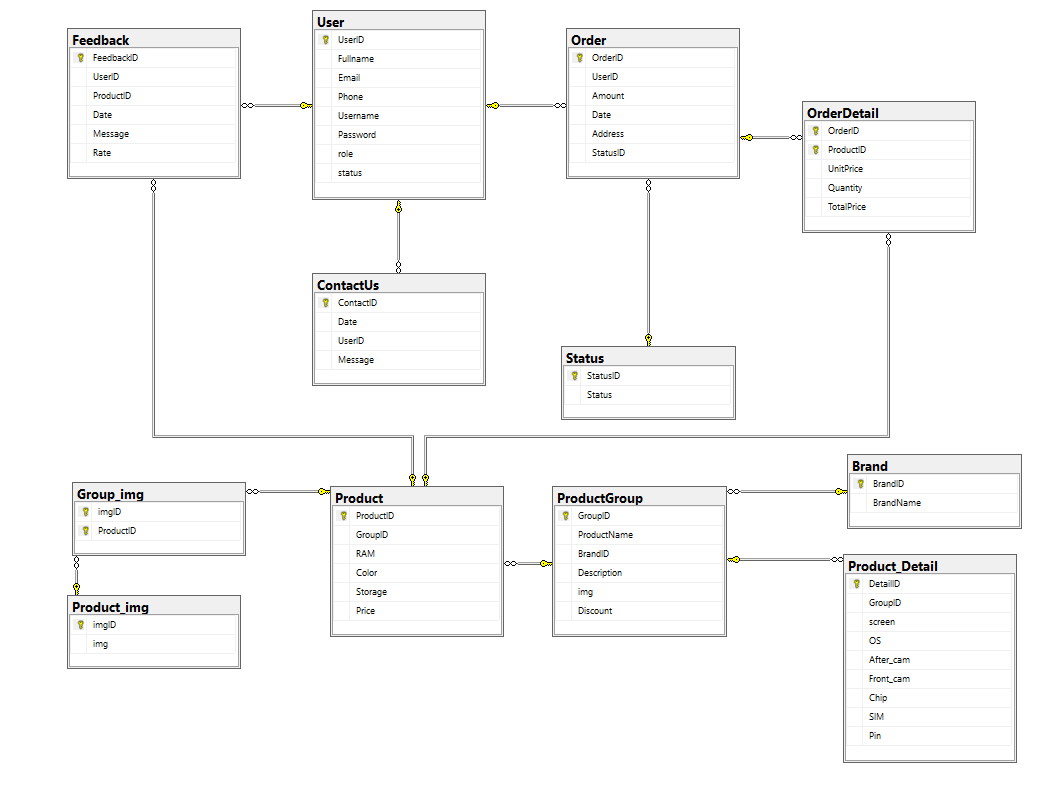 Feedback
FeedbackID
UserID
ProductID
Date
Message
Rate
User
UserID
Fullname
Email
Phone
Username
Password
role
status
Order
OrderID
UserID
Amount
Date
Address
StatusID
OrderDetail
OrderID
ProductID
UnitPrice
Quantity
TotalPrice
ContactUs
ContactID
Date
UserID
Message
Status
StatusID
Status
Group_img
imgID
ProductID
Product_img
imgID
img
Product
ProductID
GroupID
RAM
Color
Storage
Price
ProductGroup
GroupID
ProductName
BrandID
Description
img
Discount
Brand
BrandID
BrandName
Product_Detail
DetailID
GroupID
screen
OS
After_cam
Front_cam
Chip
SIM
Pin